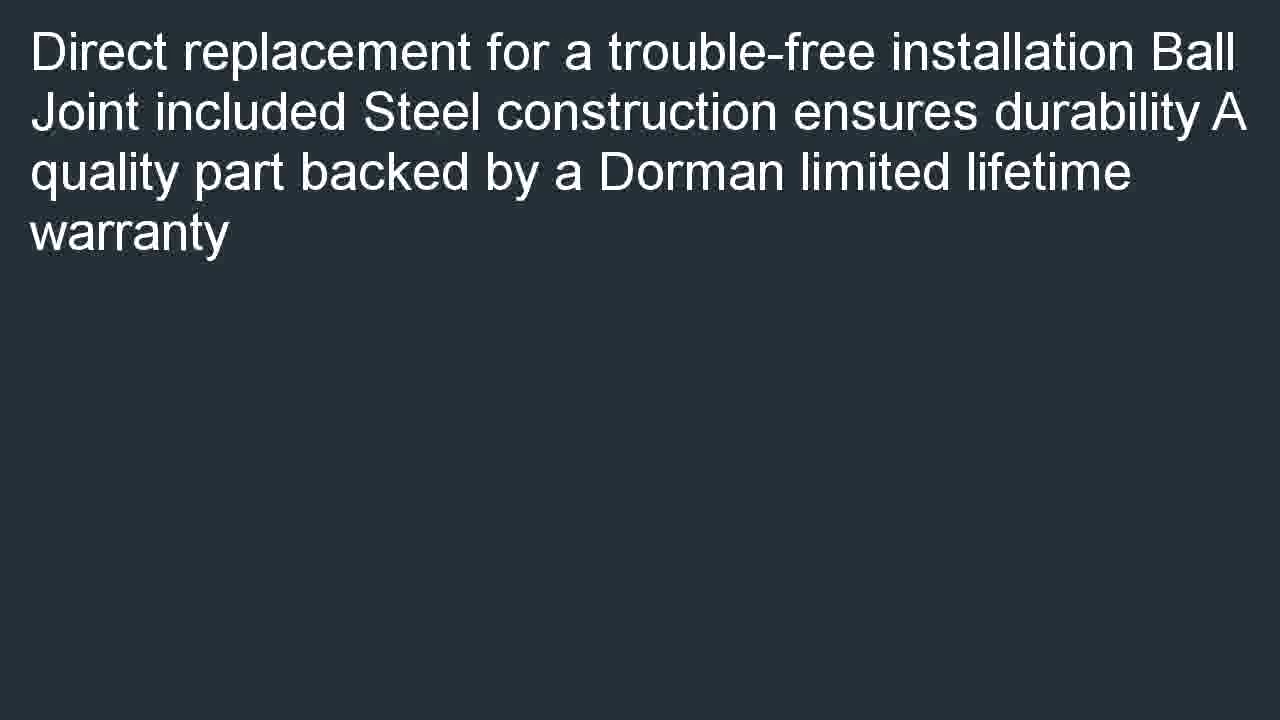 Direct replacement for a trouble-free installation Ball
Joint included Steel construction ensures durability A
quality part backed by a Dorman limited lifetime
warranty